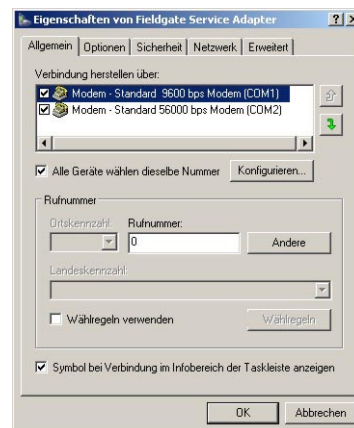 Eigenschaften von Fieldgate Service Adapter
Allgemein Optionen Sicherheit Netzwerk Erweitert
Verbindung herstellen über:
Modem - Standard 9600 bps Modem (COM1)
Modem - Standard 56000 bps Modem (COM2)
Alle Geräte wählen dieselbe Nummer Konfigurieren...
Rufnummer
Ortskennzahl: Rufnummer:
0 Andere
Landeskennzahl:
Wählregeln verwenden Wählregeln
Symbol bei Verbindung im Infobereich der Taskleiste anzeigen
OK Abbrechen